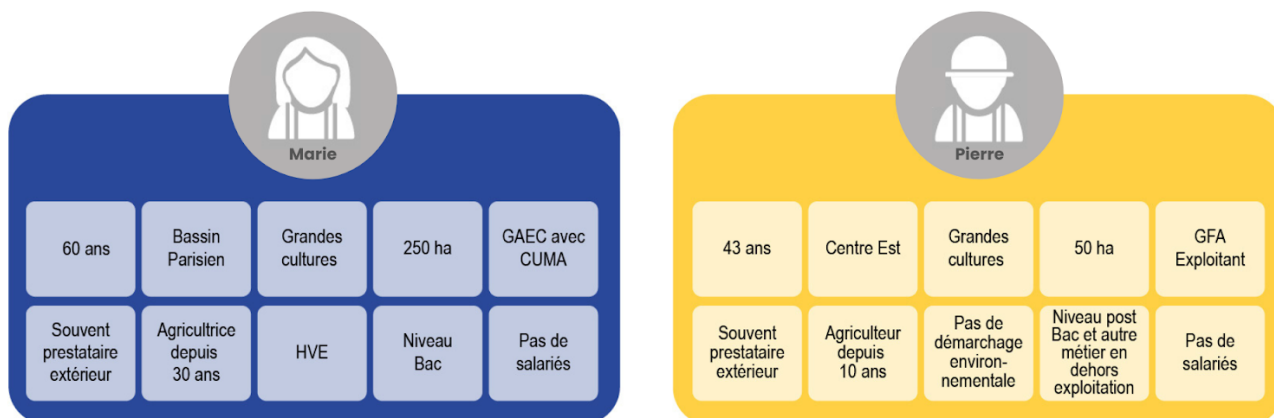 Marie
60 ans
Bassin
Parisien
Grandes
cultures
250 ha
GAEC avec
CUMA
Souvent
prestataire
extérieur
Agricultrice
depuis
30 ans
HVE
Niveau
Bac
Pas de
salariés
Pierre
43 ans
Centre Est
Grandes
cultures
50 ha
GFA
Exploitant
Souvent
prestataire
extérieur
Agriculteur
depuis
10 ans
Pas de
démarchage
environ-
nementale
Niveau post
Bac et autre
métier en
dehors
exploitation
Pas de
salariés